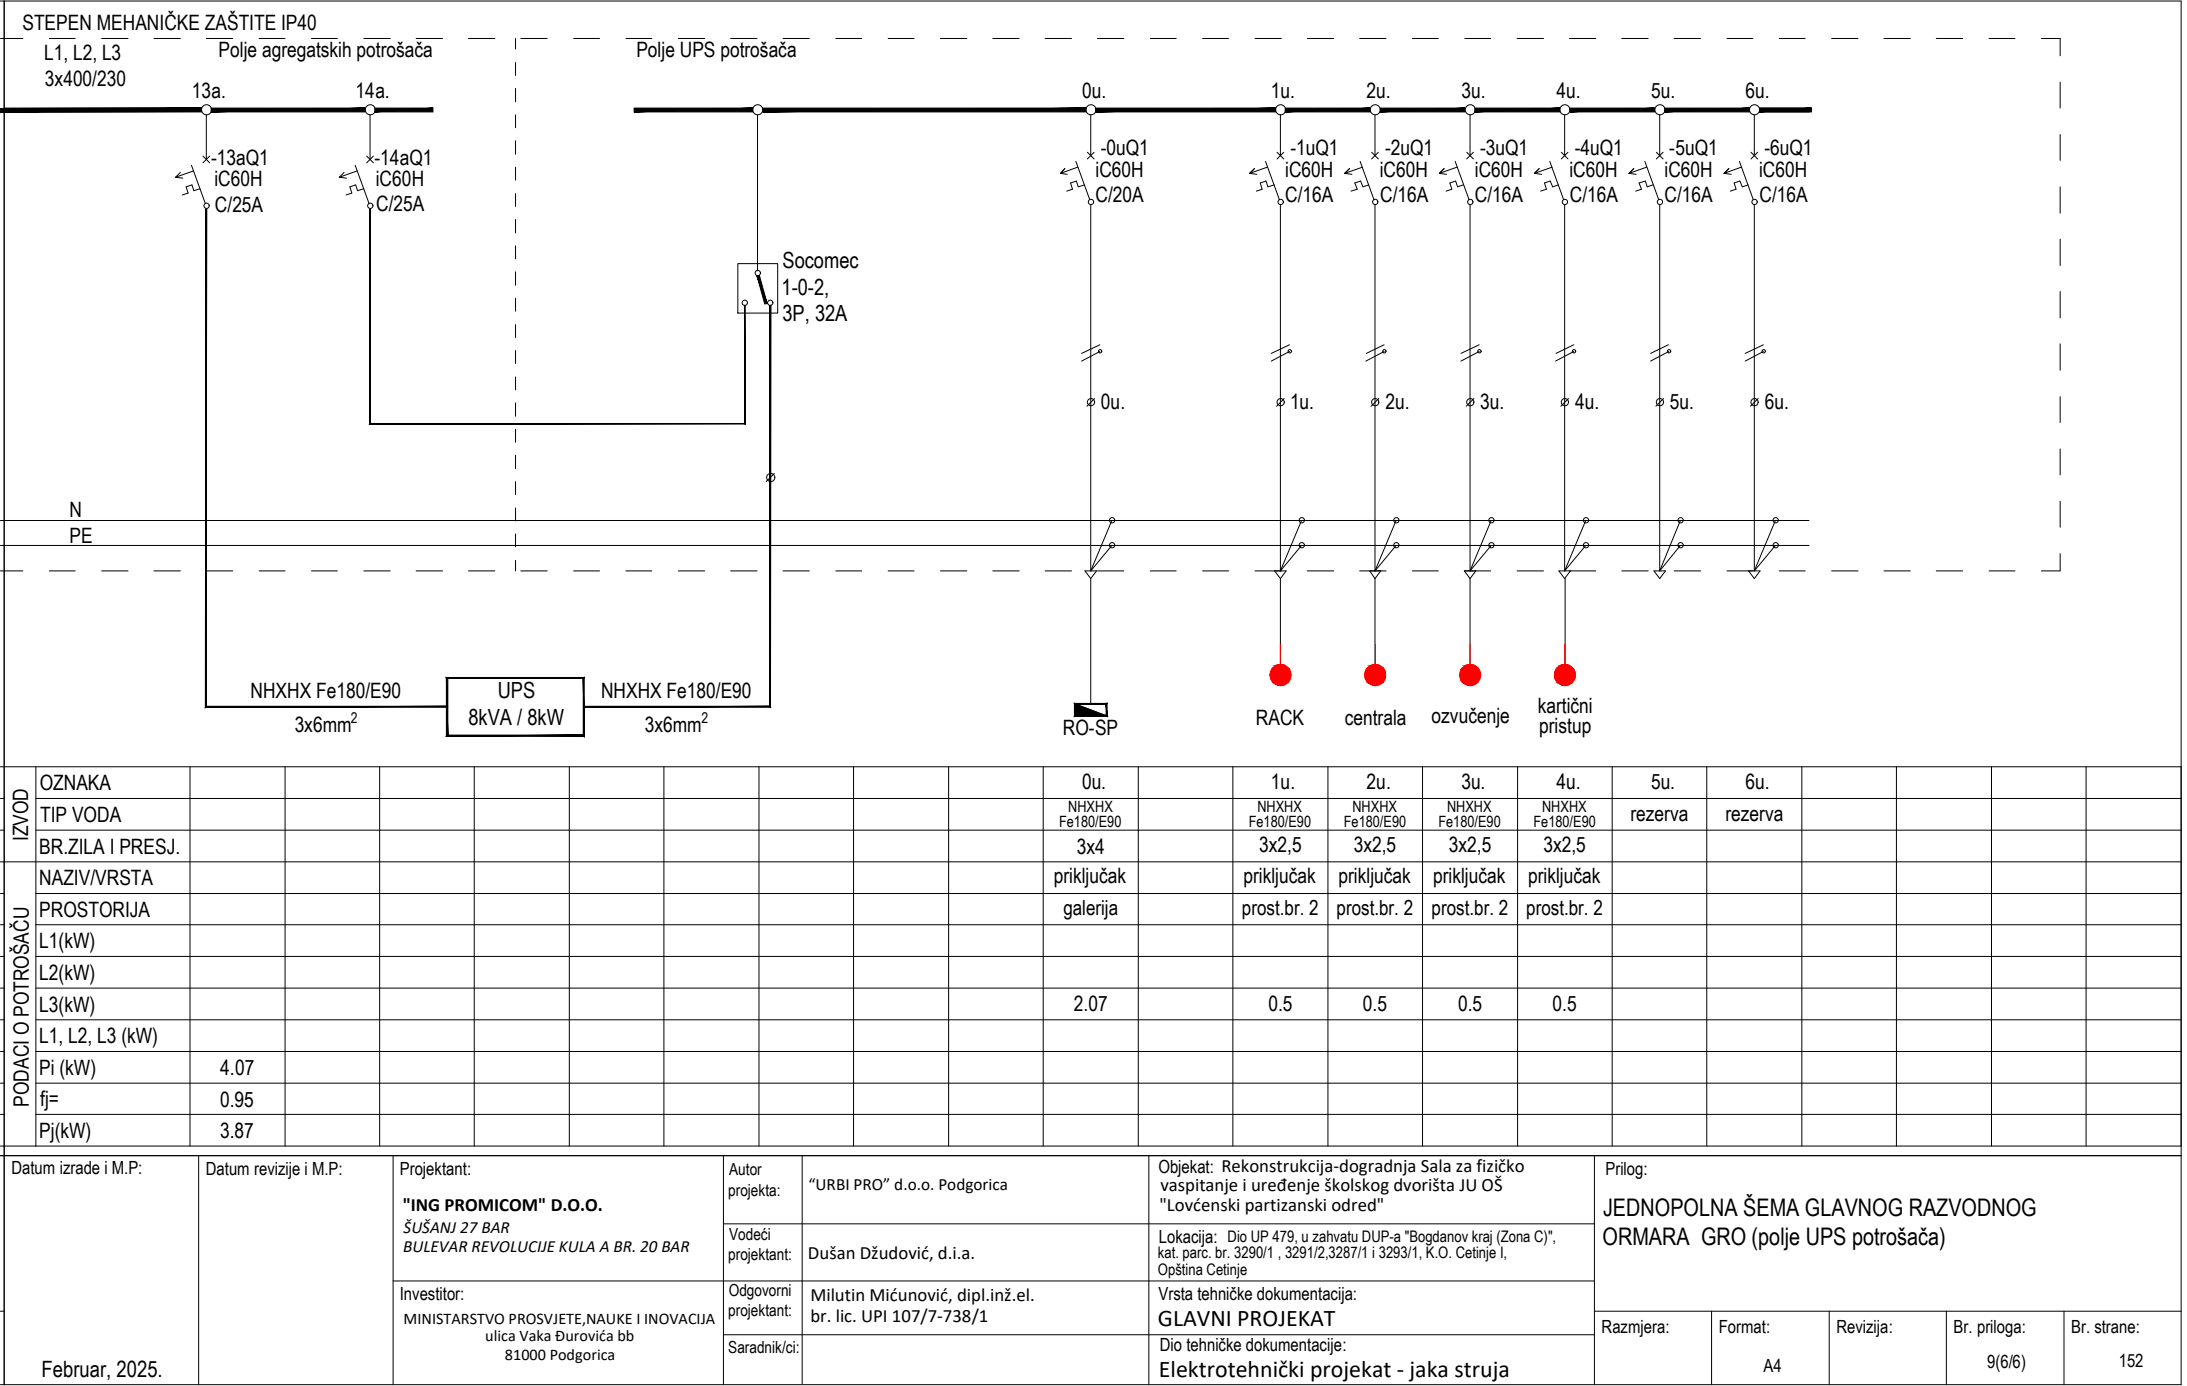 STEPEN MEHANIČKE ZAŠTITE IP40
L1, L2, L3
3x400/230
Polje agregatskih potrošača
Polje UPS potrošača
13a.
14a.
0u.
1u.
2u.
3u.
4u.
5u.
6u.
-13aQ1
iC60H
C/25A
-14aQ1
iC60H
C/25A
-0uQ1
iC60H
C/20A
-1uQ1
iC60H
C/16A
-2uQ1
iC60H
C/16A
-3uQ1
iC60H
C/16A
-4uQ1
iC60H
C/16A
-5uQ1
iC60H
C/16A
-6uQ1
iC60H
C/16A
Socomec
1-0-2,
3P, 32A
0u.
1u.
2u.
3u.
4u.
5u.
6u.
N
PE
NHXHX Fe180/E90
3x6mm²
UPS
8kVA / 8kW
NHXHX Fe180/E90
3x6mm²
RO-SP
RACK
centrala
ozvučenje
kartični
pristup
IZVOD
OZNAKA 0u. 1u. 2u. 3u. 4u. 5u. 6u.
TIP VODA NHXHX Fe180/E90 NHXHX Fe180/E90 NHXHX Fe180/E90 NHXHX Fe180/E90 NHXHX Fe180/E90 rezerva rezerva
BR.ZILA I PRESJ. 3x4 3x2,5 3x2,5 3x2,5 3x2,5
PODACI O POTROŠAČU
NAZIV/VRSTA priključak priključak priključak priključak priključak
PROSTORIJA galerija prost.br. 2 prost.br. 2 prost.br. 2 prost.br. 2
L1(kW)
L2(kW)
L3(kW) 2.07 0.5 0.5 0.5 0.5
L1, L2, L3 (kW)
Pi (kW) 4.07
fj= 0.95
Pj(kW) 3.87
Datum izrade i M.P:
Februar, 2025.
Datum revizije i M.P:
Projektant:
"ING PROMICOM" D.O.O.
ŠUŠANJ 27 BAR
BULEVAR REVOLUCIJE KULA A BR. 20 BAR
Investitor:
MINISTARSTVO PROSVJETE,NAUKE I INOVACIJA
ulica Vaka Đurovića bb
81000 Podgorica
Autor
projekta:
“URBI PRO” d.o.o. Podgorica
Vodeći
projektant:
Dušan Džudović, d.i.a.
Odgovorni
projektant:
Milutin Mićunović, dipl.inž.el.
br. lic. UPI 107/7-738/1
Saradnik/ci:
Objekat: Rekonstrukcija-dogradnja Sala za fizičko
vaspitanje i uređenje školskog dvorišta JU OŠ
"Lovćenski partizanski odred"
Lokacija: Dio UP 479, u zahvatu DUP-a "Bogdanov kraj (Zona C)",
kat. parc. br. 3290/1 , 3291/2,3287/1 i 3293/1, K.O. Cetinje I,
Opština Cetinje
Vrsta tehničke dokumentacije:
GLAVNI PROJEKAT
Dio tehničke dokumentacije:
Elektrotehnički projekat - jaka struja
Prilog:
JEDNOPOLNA ŠEMA GLAVNOG RAZVODNOG
ORMARA GRO (polje UPS potrošača)
Razmjera:
Format:
A4
Revizija:
Br. priloga:
9(6/6)
Br. strane:
152